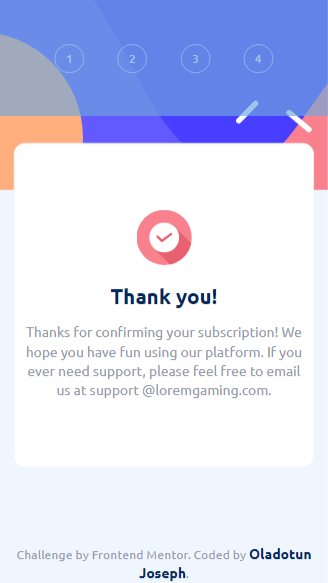 1 2 3 4
Thank you!
Thanks for confirming your subscription! We
hope you have fun using our platform. If you
ever need support, please feel free to email
us at support @loremgaming.com.
Challenge by Frontend Mentor. Coded by Oladotun
Joseph.